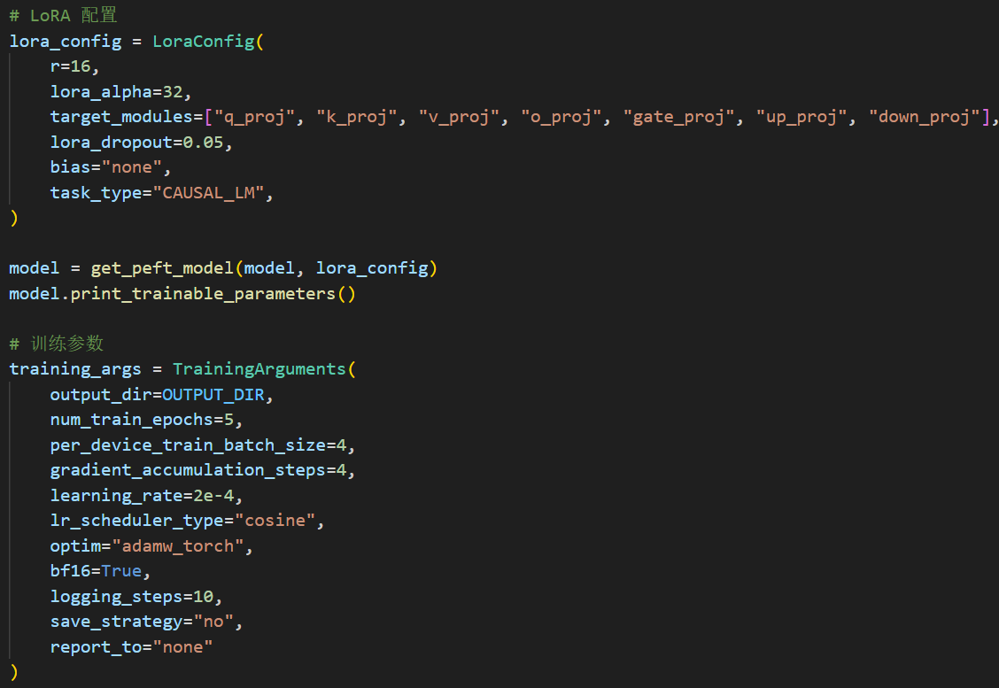 # LoRA 配置
lora_config = LoraConfig(
    r=16,
    lora_alpha=32,
    target_modules=["q_proj", "k_proj", "v_proj", "o_proj", "gate_proj", "up_proj", "down_proj"],
    lora_dropout=0.05,
    bias="none",
    task_type="CAUSAL_LM",
)

model = get_peft_model(model, lora_config)
model.print_trainable_parameters()

# 训练参数
training_args = TrainingArguments(
    output_dir=OUTPUT_DIR,
    num_train_epochs=5,
    per_device_train_batch_size=4,
    gradient_accumulation_steps=4,
    learning_rate=2e-4,
    lr_scheduler_type="cosine",
    optim="adamw_torch",
    bf16=True,
    logging_steps=10,
    save_strategy="no",
    report_to="none"
)